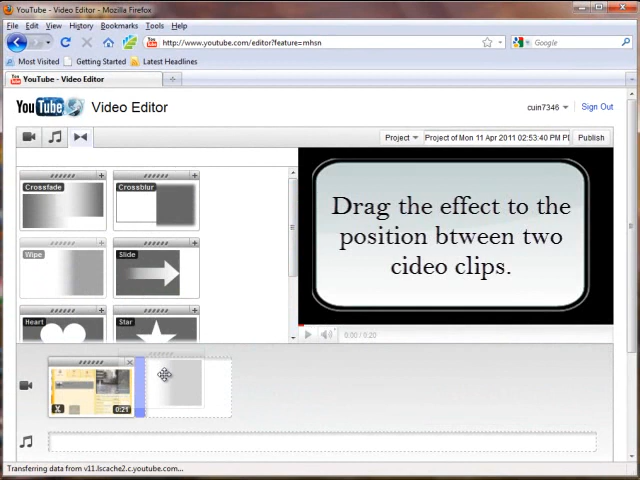 YouTube - Video Editor - Mozilla Firefox
File Edit View History Bookmarks Tools Help
http://www.youtube.com/editor?feature=mhsn
Google
Most Visited Getting Started Latest Headlines
YouTube - Video Editor
YouTube Video Editor
cuin7346 Sign Out
Project Project of Mon 11 Apr 2011 02:53:40 PM P Publish
Crossfade Crossblur
Wipe Slide
Heart Star
Drag the effect to the
position btween two
cideo clips.
0:00 / 0:20
0:21
Transferring data from v11.lscache2.c.youtube.com...